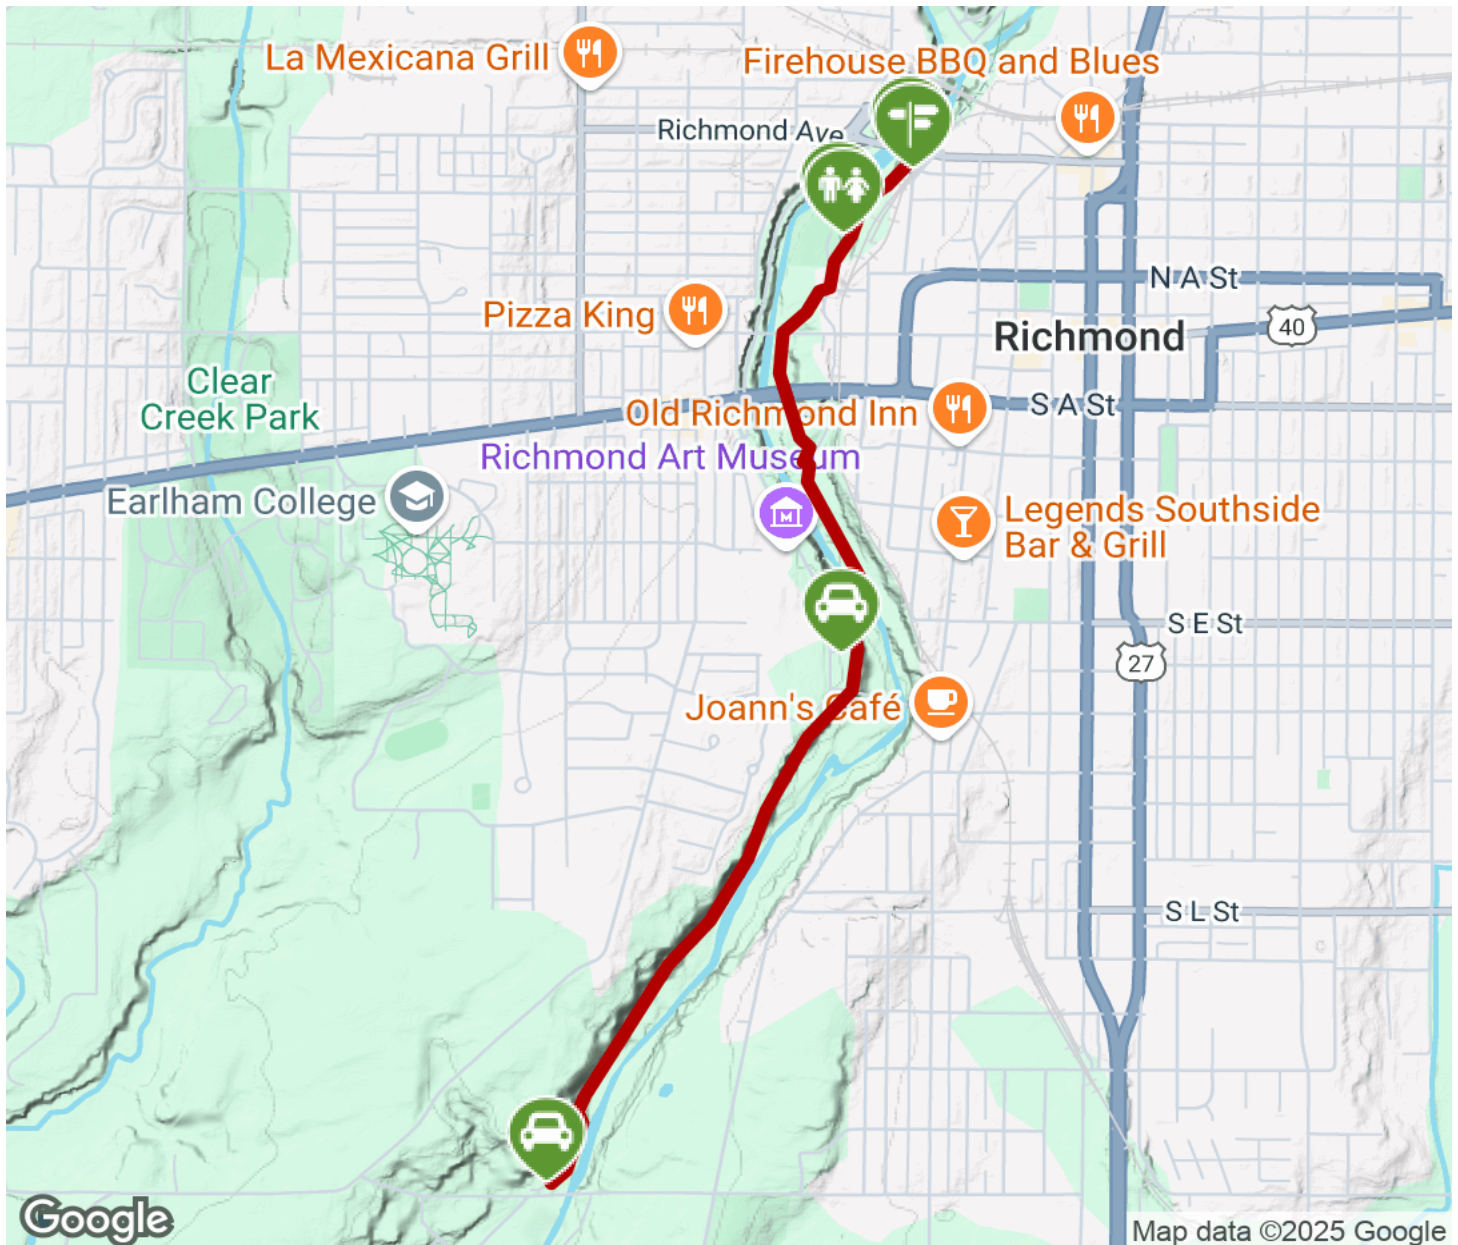 La Mexicana Grill
Firehouse BBQ and Blues
Richmond Ave
N A St
Pizza King
40
Richmond
Clear
Creek Park
Old Richmond Inn
S A St
Richmond Art Museum
Earlham College
M
Legends Southside
Bar & Grill
S E St
27
Joann's Café
S L St
Google
Map data ©2025 Google